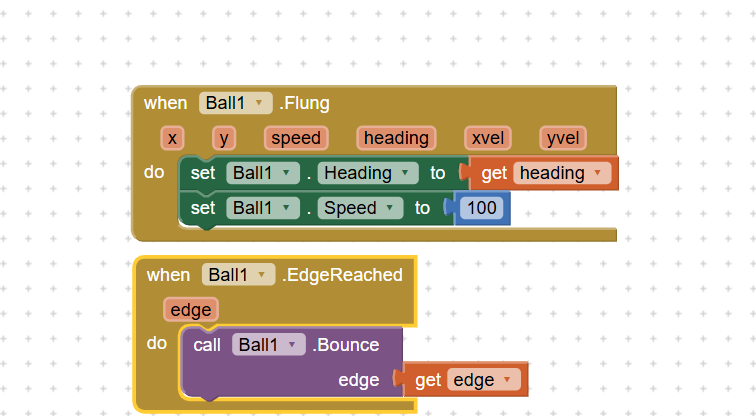 when Ball1 .Flung
x y speed heading xvel yvel
do set Ball1 . Heading to get heading
set Ball1 . Speed to 100
when Ball1 .EdgeReached
edge
do call Ball1 .Bounce
edge get edge